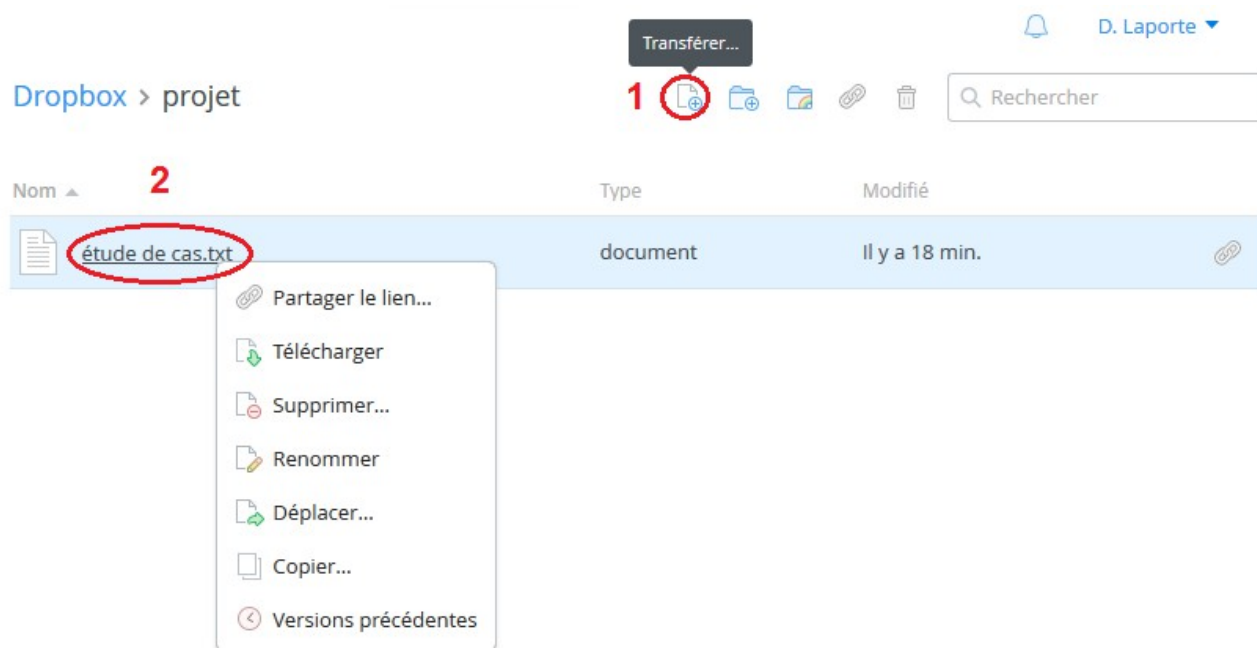 D. Laporte
Transférer...
Dropbox > projet
1
Rechercher
2
Nom
Type
Modifié
étude de cas.txt
document
Il y a 18 min.
Partager le lien...
Télécharger
Supprimer...
Renommer
Déplacer...
Copier...
Versions précédentes